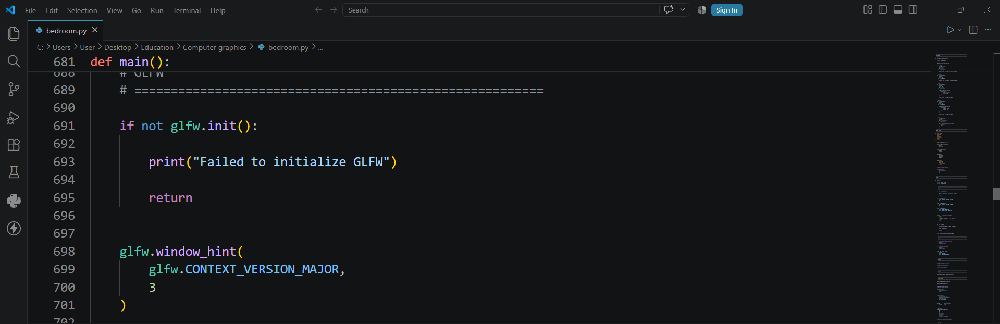 File Edit Selection View Go Run Terminal Help
Search
Sign In
bedroom.py
C: > Users > User > Desktop > Education > Computer graphics > bedroom.py > ...
681 def main():
688 # GLFW
689 # ========================================================
690
691 if not glfw.init():
692
693 print("Failed to initialize GLFW")
694
695 return
696
697
698 glfw.window_hint(
699 glfw.CONTEXT_VERSION_MAJOR,
700 3
701 )
702